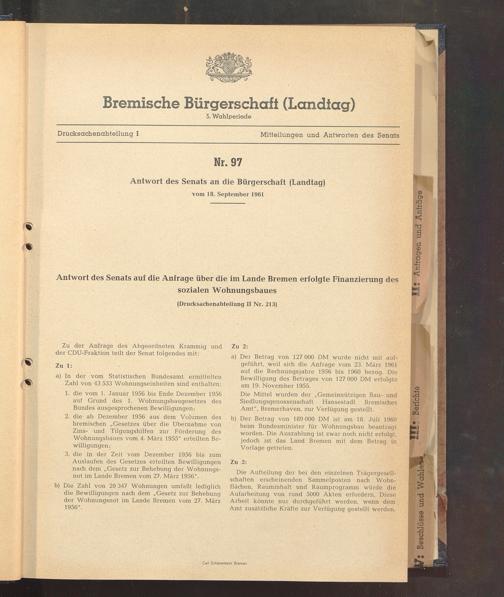 Bremische Bürgerschaft (Landtag)
5. Wahlperiode
Drucksachenabteilung I
Mitteilungen und Antworten des Senats
Nr. 97
Antwort des Senats an die Bürgerschaft (Landtag)
vom 18. September 1961
Antwort des Senats auf die Anfrage über die im Lande Bremen erfolgte Finanzierung des
sozialen Wohnungsbaues
(Drucksachenabteilung II Nr. 213)
Zu der Anfrage des Abgeordneten Krammig und
der CDU-Fraktion teilt der Senat folgendes mit:
Zu 1:
a) In der vom Statistischen Bundesamt ermittelten
Zahl von 43 533 Wohnungseinheiten sind enthalten:
1. die vom 1. Januar 1956 bis Ende Dezember 1956
auf Grund des 1. Wohnungsbaugesetzes des
Bundes ausgesprochenen Bewilligungen;
2. die ab Dezember 1956 aus dem Volumen des
bremischen „Gesetzes über die Übernahme von
Zins- und Tilgungshilfen zur Förderung des
Wohnungsbaues vom 4. März 1955" erteilten Be-
willigungen;
3. die in der Zeit vom Dezember 1956 bis zum
Auslaufen des Gesetzes erteilten Bewilligungen
nach dem „Gesetz zur Behebung der Wohnungs-
not im Lande Bremen vom 27. März 1956".
b) Die Zahl von 20 347 Wohnungen umfaßt lediglich
die Bewilligungen nach dem „Gesetz zur Behebung
der Wohnungsnot im Lande Bremen vom 27. März
1956".
Zu 2:
a) Der Betrag von 127 000 DM wurde nicht mit auf-
geführt, weil sich die Anfrage vom 23. März 1961
auf die Rechnungsjahre 1956 bis 1960 bezog. Die
Bewilligung des Betrages von 127 000 DM erfolgte
am 19. November 1955.
Die Mittel wurden der „Gemeinnützigen Bau- und
Siedlungsgenossenschaft Hansestadt Bremisches
Amt", Bremerhaven, zur Verfügung gestellt.
b) Der Betrag von 169 000 DM ist am 18. Juli 1960
beim Bundesminister für Wohnungsbau beantragt
worden. Die Auszahlung ist zwar noch nicht erfolgt,
jedoch ist das Land Bremen mit dem Betrag in
Vorlage getreten.
Zu 2:
Die Aufteilung der bei den einzelnen Trägergesell-
schaften erscheinenden Sammelposten nach Wohn-
flächen, Rauminhalt und Raumprogramm würde die
Aufarbeitung von rund 5000 Akten erfordern. Diese
Arbeit könnte nur durchgeführt werden, wenn dem
Amt zusätzliche Kräfte zur Verfügung gestellt werden.
Carl Schünemann Bremen
II: Anfragen und Anträge
III: Berichte
V: Beschlüsse und Wahlen